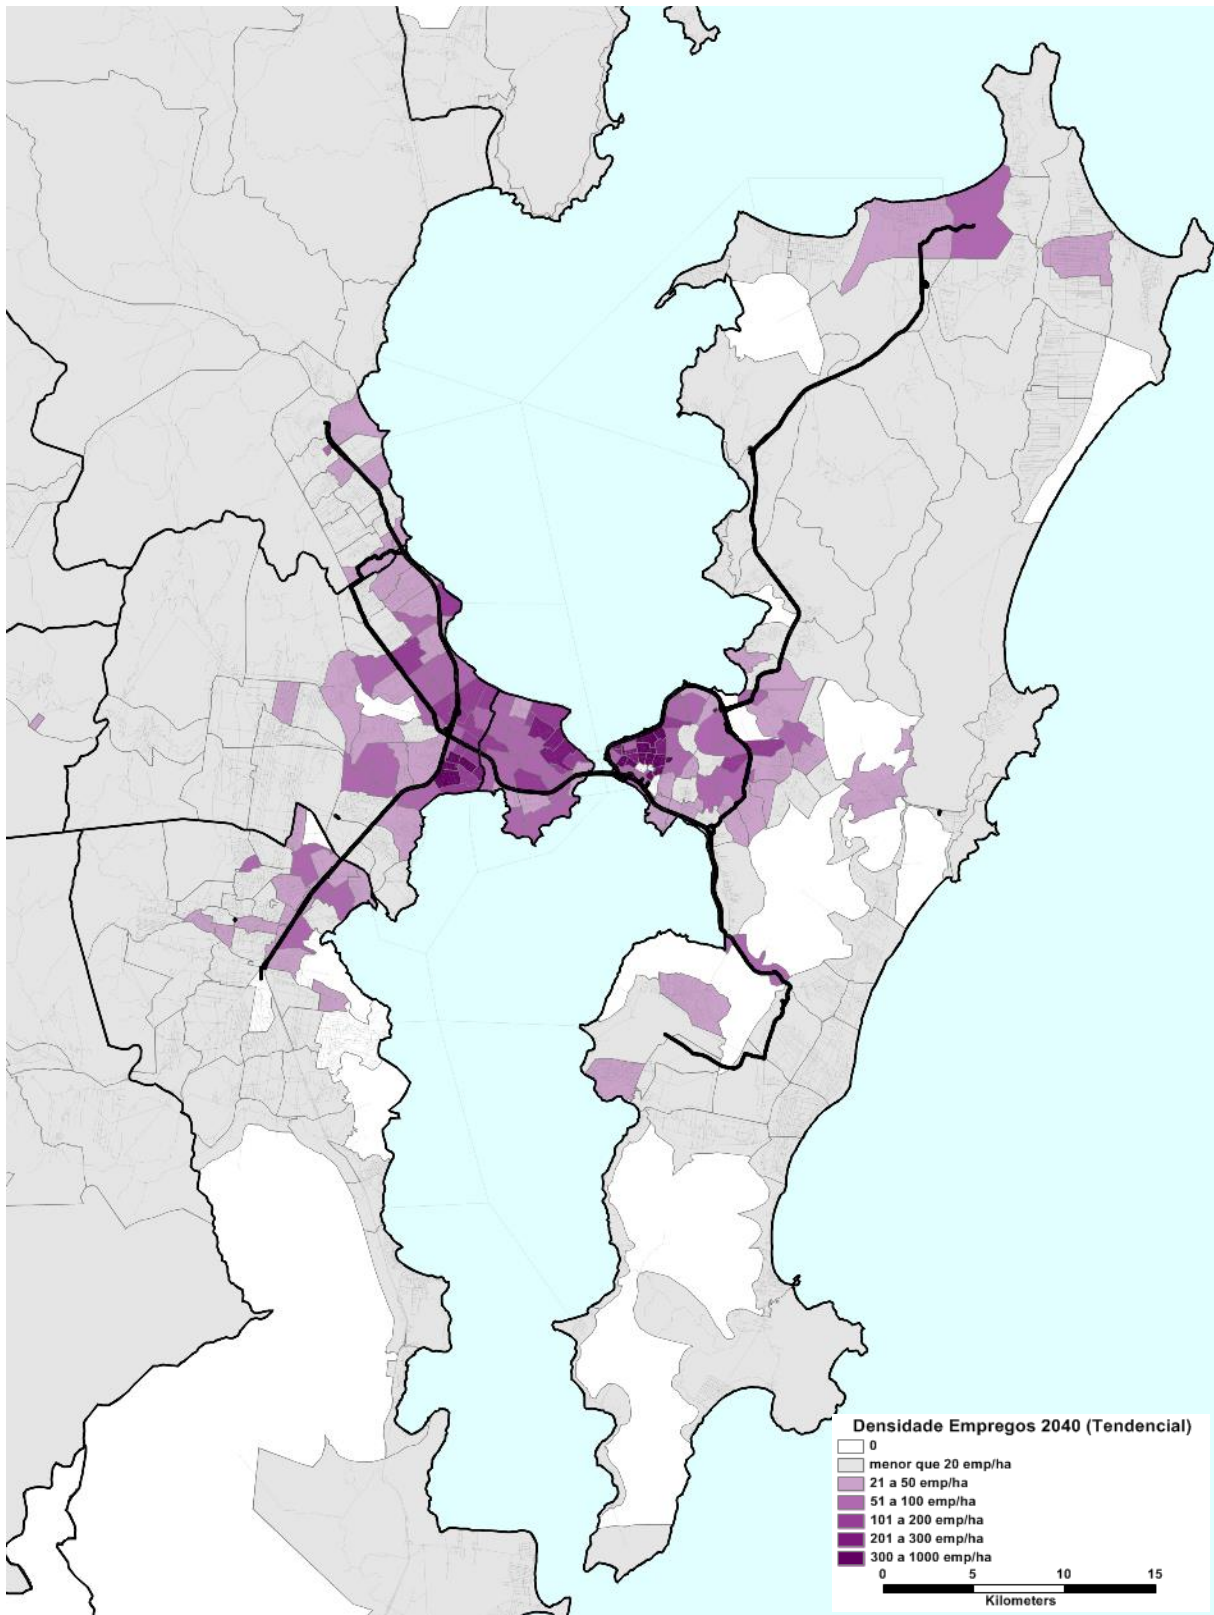 Densidade Empregos 2040 (Tendencial)
0
menor que 20 emp/ha
21 a 50 emp/ha
51 a 100 emp/ha
101 a 200 emp/ha
201 a 300 emp/ha
300 a 1000 emp/ha
0 5 10 15
Kilometers